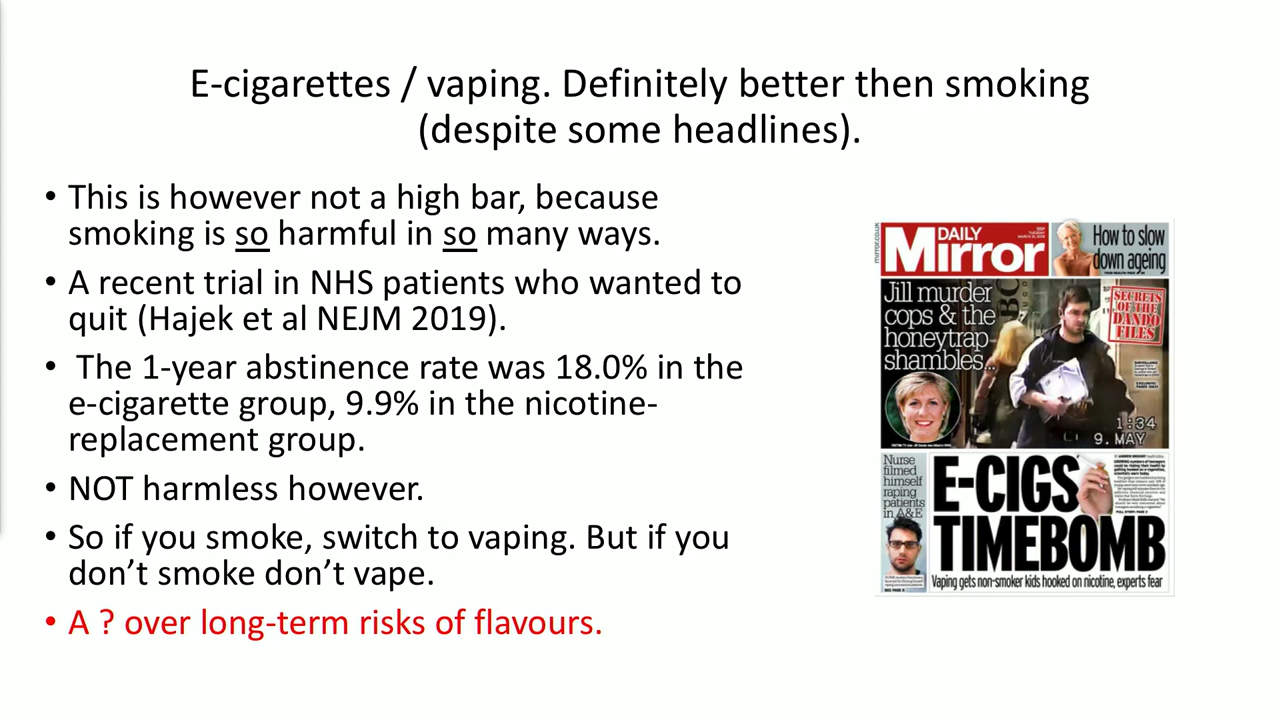 E-cigarettes / vaping. Definitely better then smoking
(despite some headlines).
• This is however not a high bar, because
smoking is so harmful in so many ways.
• A recent trial in NHS patients who wanted to
quit (Hajek et al NEJM 2019).
• The 1-year abstinence rate was 18.0% in the
e-cigarette group, 9.9% in the nicotine-
replacement group.
• NOT harmless however.
• So if you smoke, switch to vaping. But if you
don’t smoke don’t vape.
• A ? over long-term risks of flavours.
mirror.co.uk
DAILY
Mirror
How to slow
down ageing
Jill murder
cops & the
honeytrap
shambles...
SECRETS
OF THE
DANDO
FILES
1:34
9. MAY
Nurse
filmed
himself
raping
patients
in A&E
E-CIGS
TIMEBOMB
Vaping gets non-smoker kids hooked on nicotine, experts fear